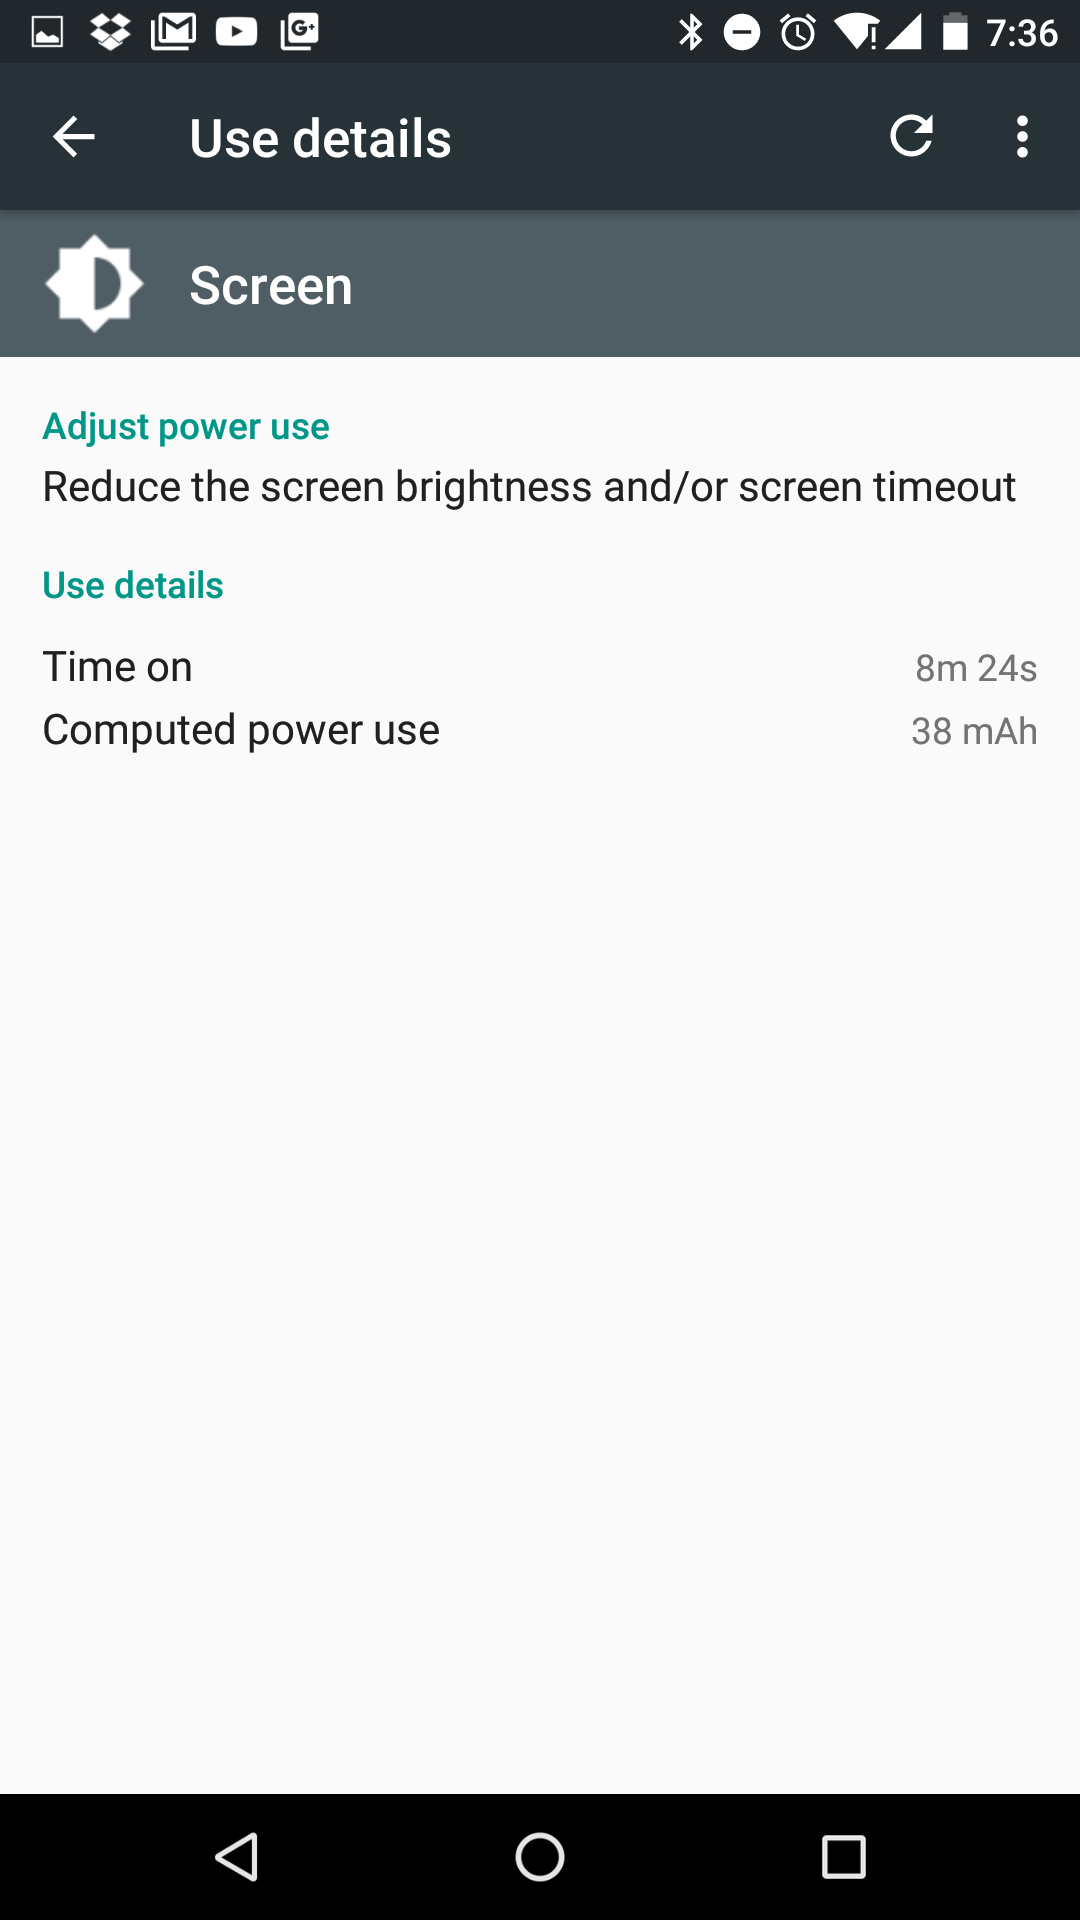 7:36
Use details
Screen
Adjust power use
Reduce the screen brightness and/or screen timeout
Use details
Time on 8m 24s
Computed power use 38 mAh